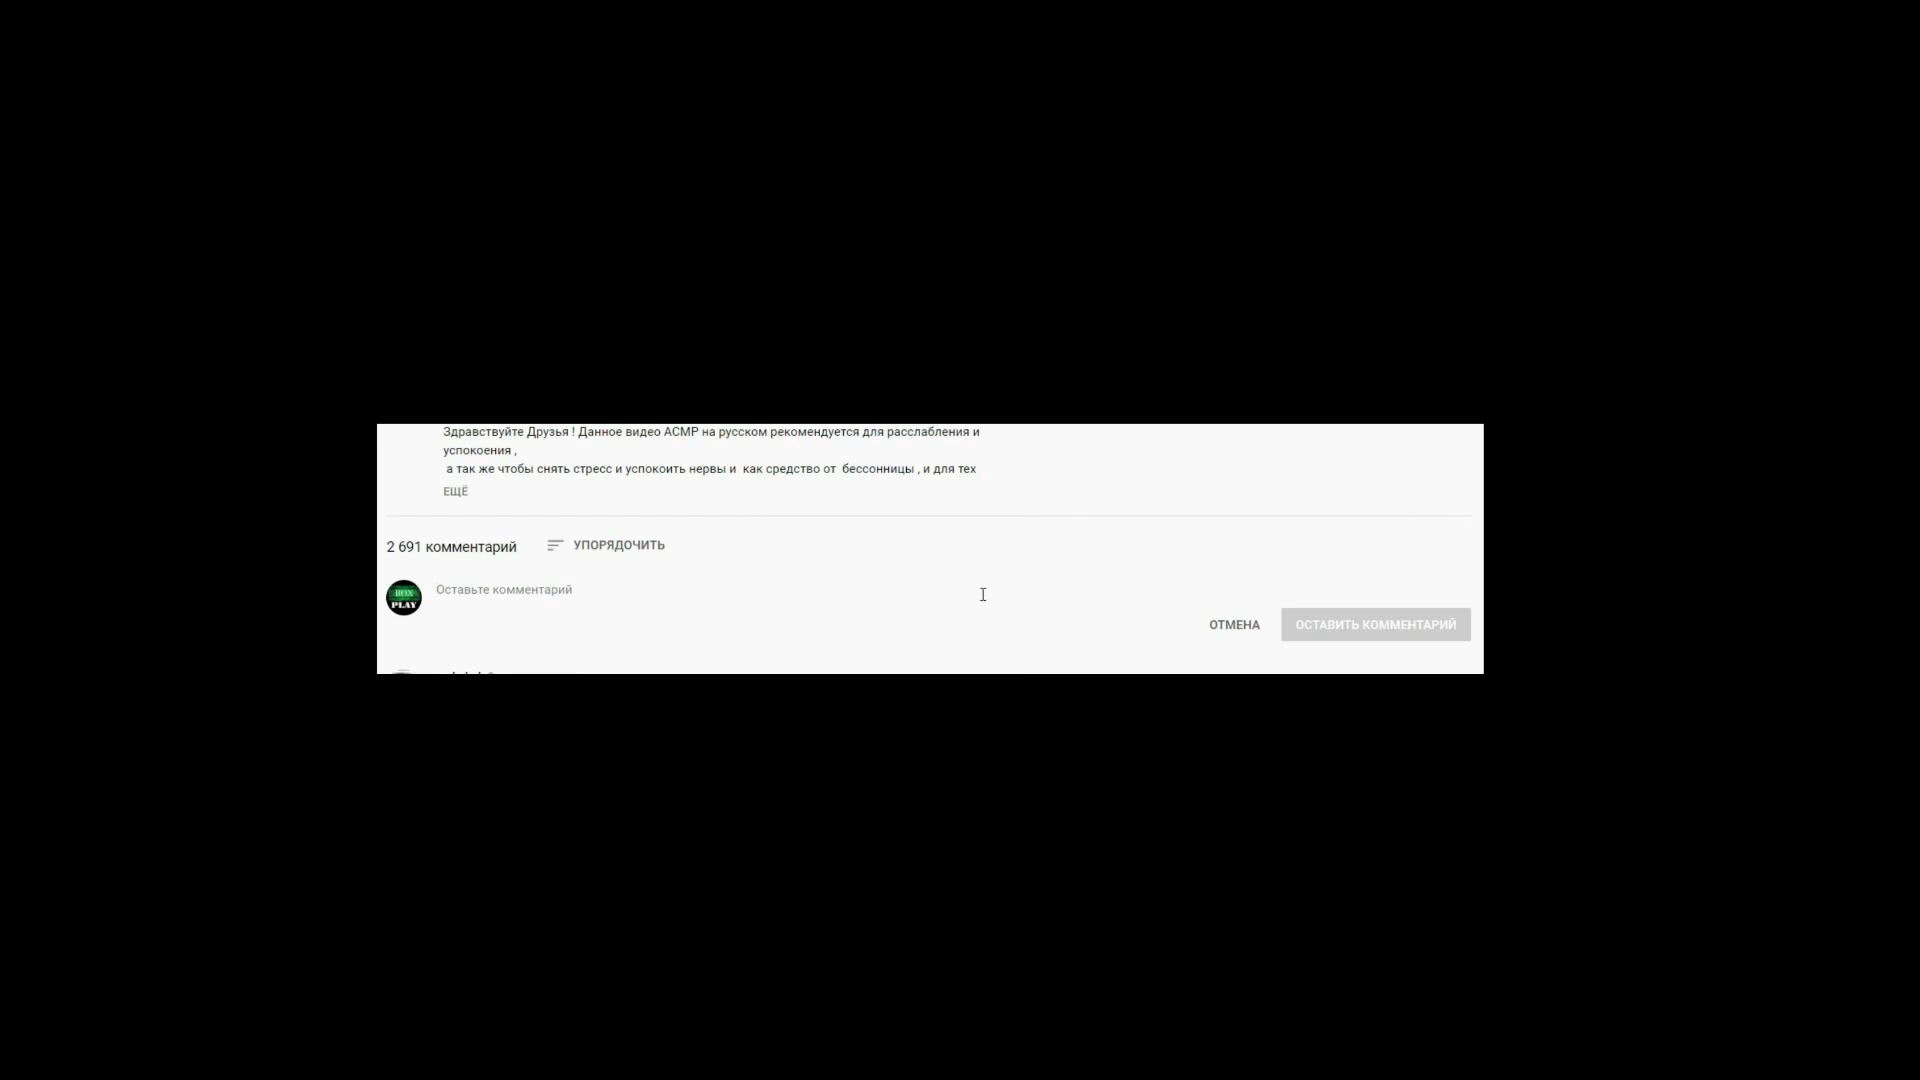 Здравствуйте Друзья ! Данное видео АСМР на русском рекомендуется для расслабления и
успокоения ,
а так же чтобы снять стресс и успокоить нервы и как средство от бессонницы , и для тех
ЕЩЁ
2 691 комментарий
УПОРЯДОЧИТЬ
BOX
PLAY
Оставьте комментарий
ОТМЕНА
ОСТАВИТЬ КОММЕНТАРИЙ